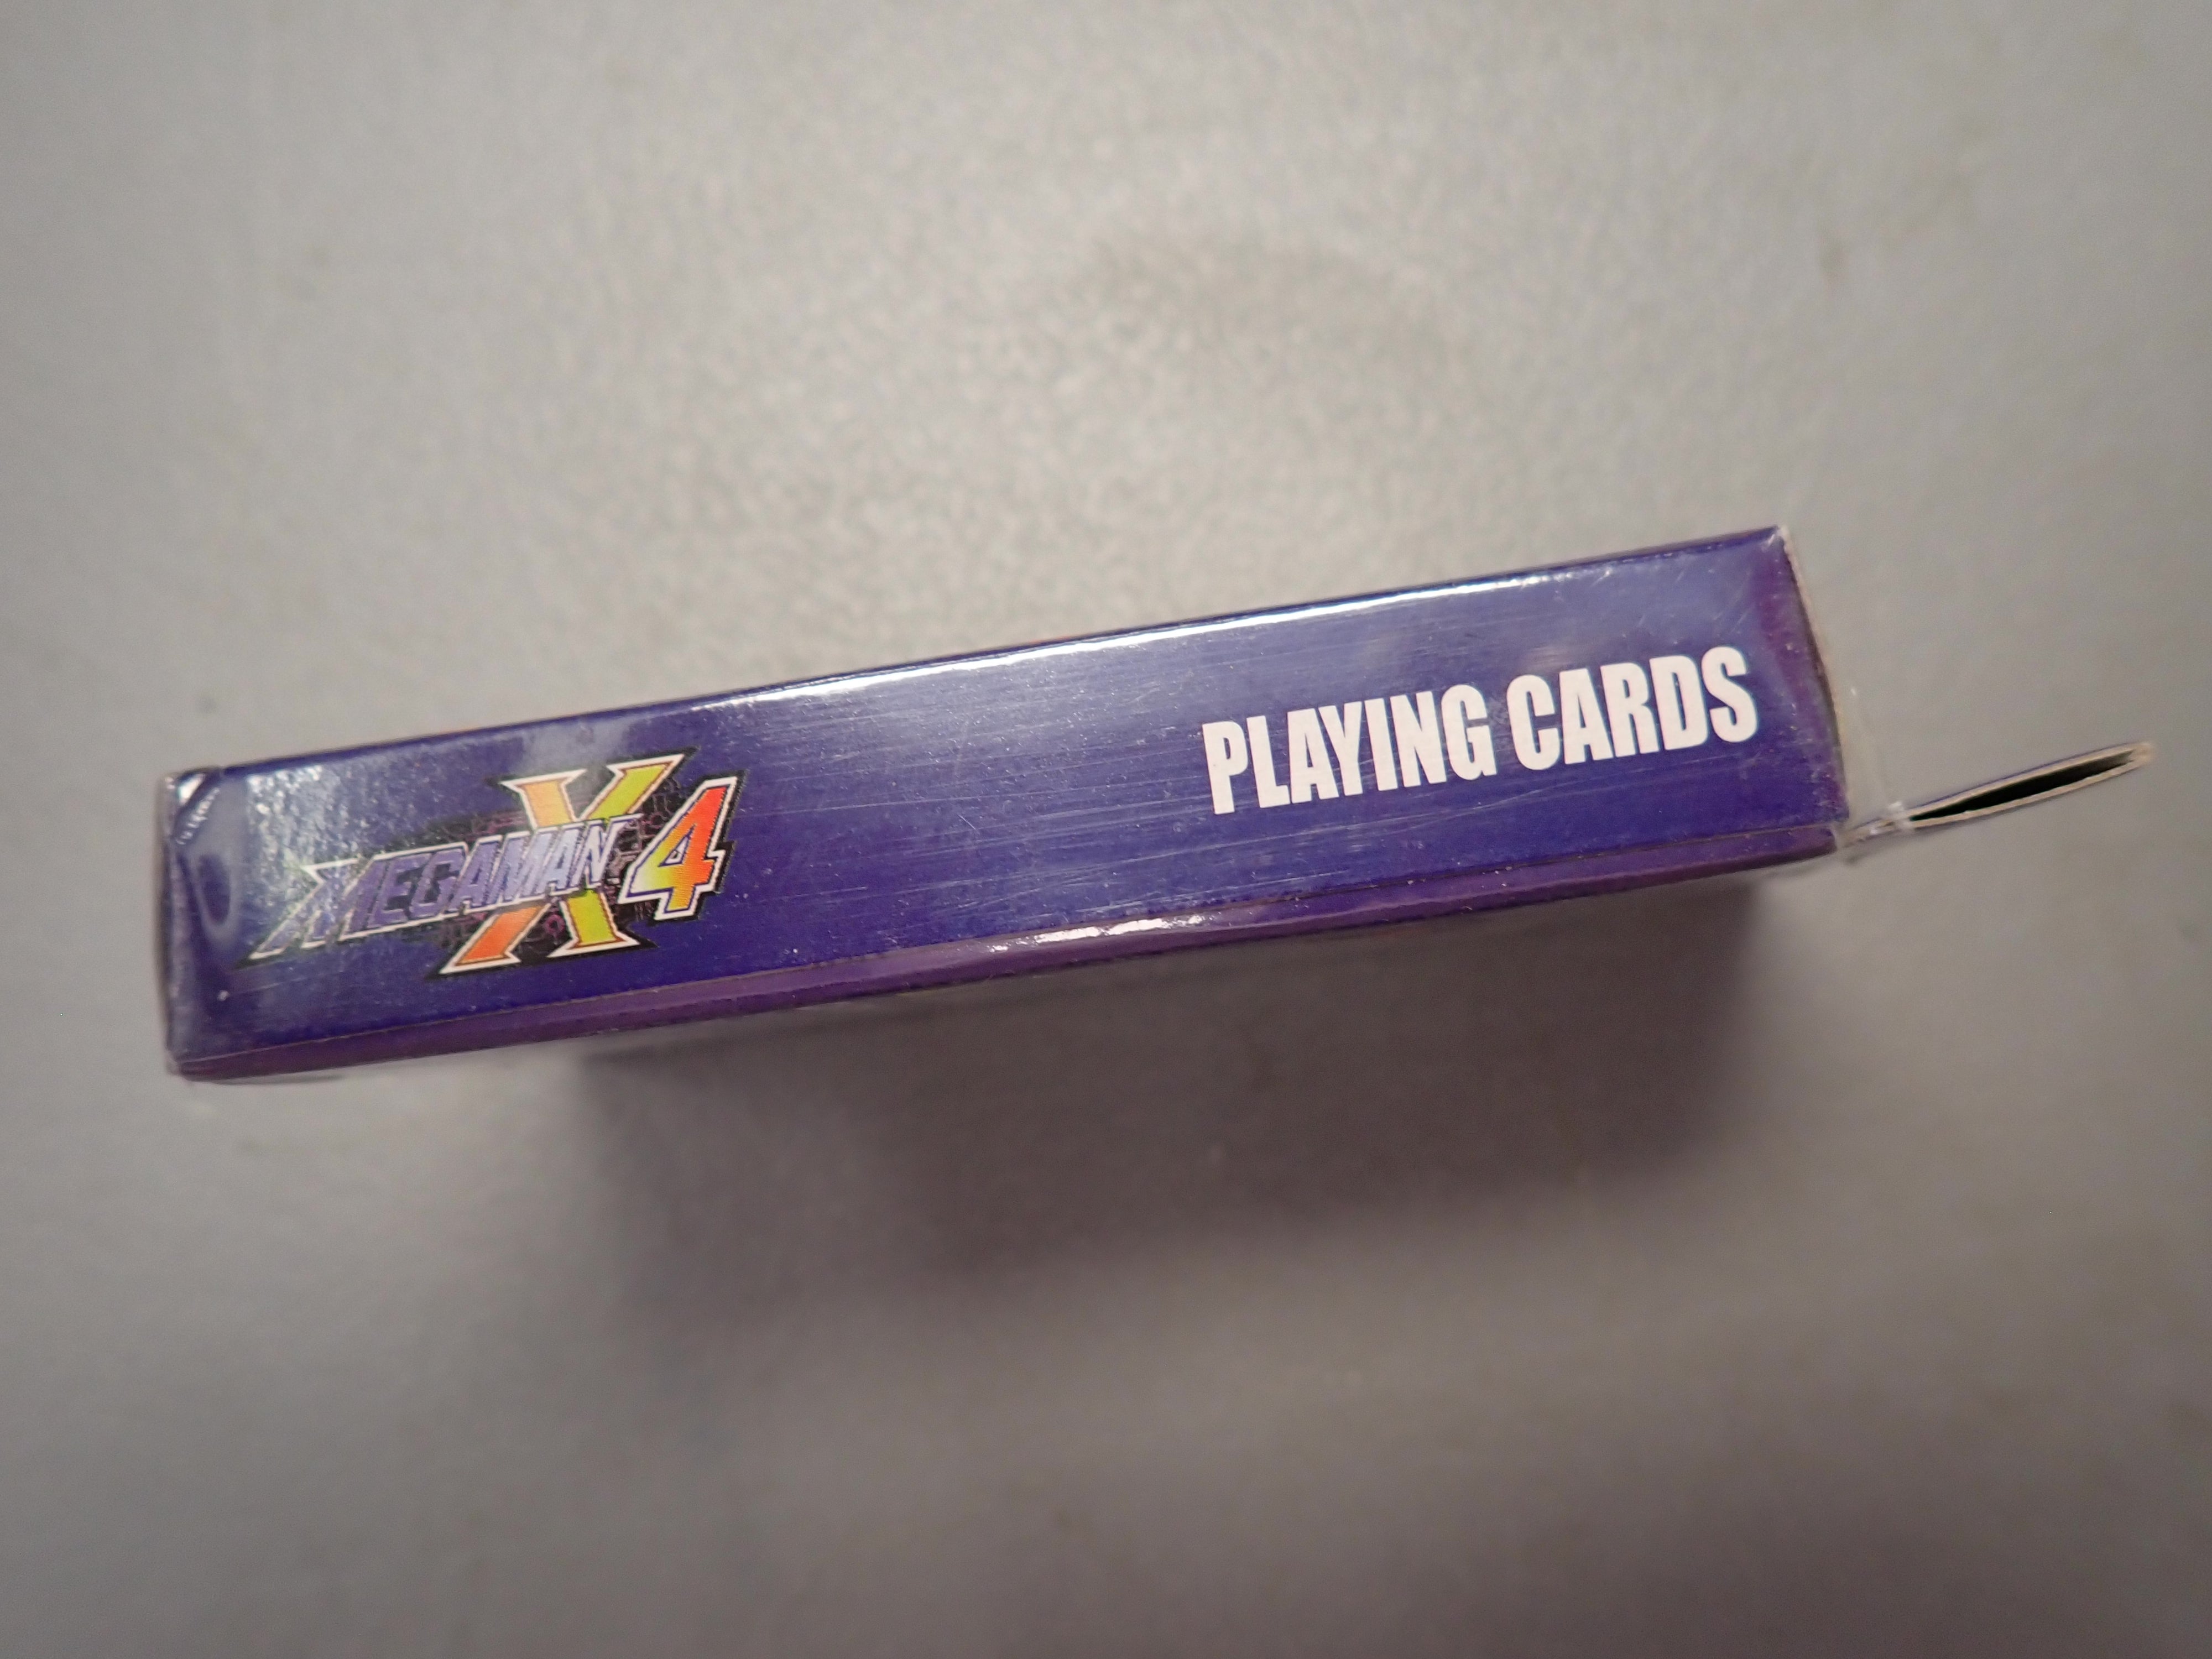 MEGAMAN X4
PLAYING CARDS